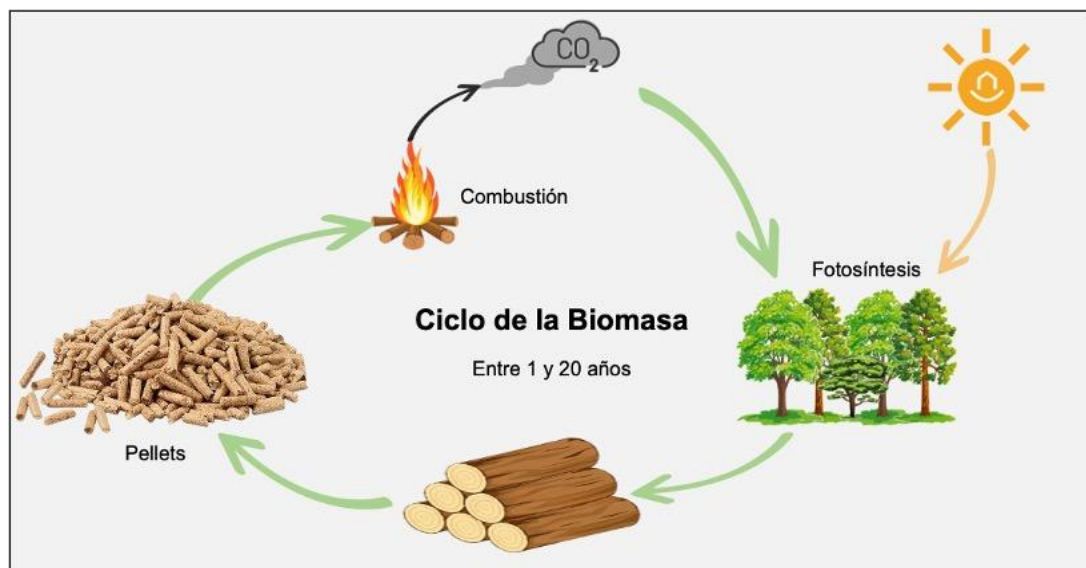 CO2
Combustión
Fotosíntesis
Ciclo de la Biomasa
Entre 1 y 20 años
Pellets